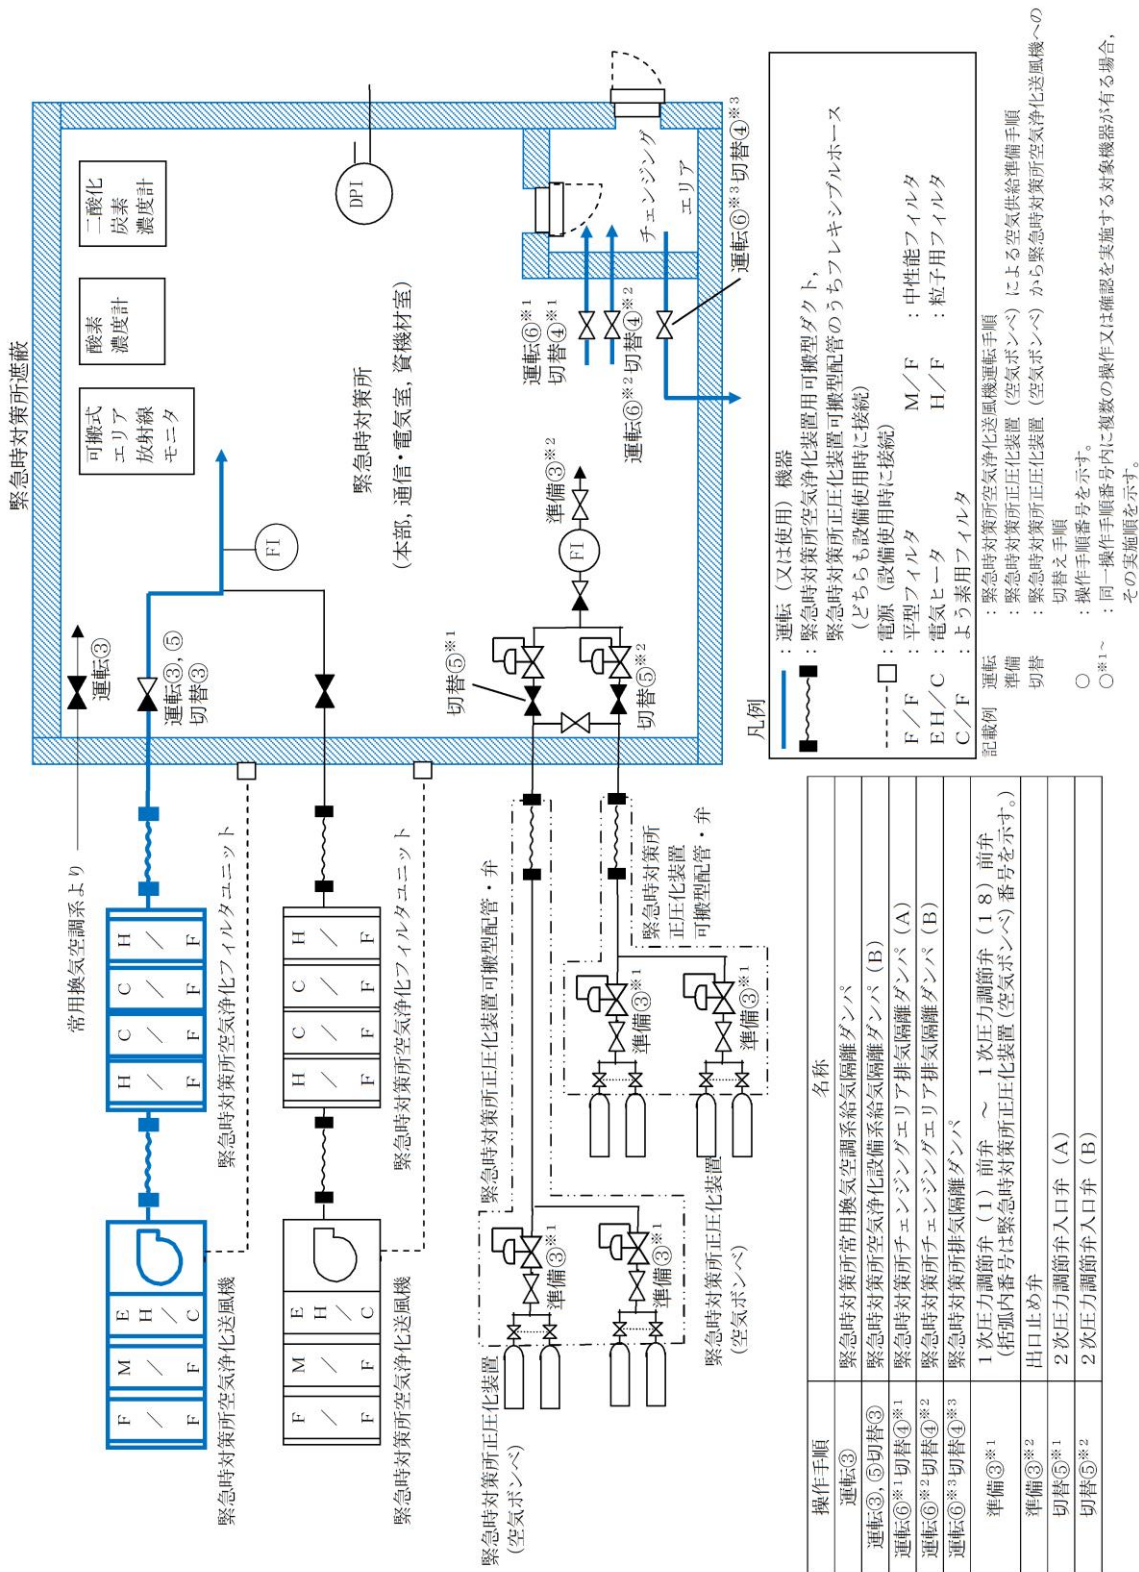 緊急時対策所遮蔽
可搬式
エリア
放射線
モニタ
酸素
濃度計
二酸化
炭素
濃度計
常用換気空調系より
運転③
運転③,⑤
切替③
FI
DPI
緊急時対策所
(本部,通信・電気室,資機材室)
F/F
M/F
EH/C
H/F
C/F
C/F
H/F
緊急時対策所空気浄化送風機
緊急時対策所空気浄化フィルタユニット
F/F
M/F
EH/C
H/F
C/F
C/F
H/F
緊急時対策所空気浄化送風機
緊急時対策所空気浄化フィルタユニット
チェンジング
エリア
運転⑥※1
切替④※1
運転⑥※2切替④※2
運転⑥※3切替④※3
準備③※2
FI
切替⑤※1
切替⑤※2
緊急時対策所正圧化装置可搬型配管・弁
緊急時対策所
正圧化装置
可搬型配管・弁
緊急時対策所正圧化装置
(空気ボンベ)
準備③※1
準備③※1
緊急時対策所正圧化装置
(空気ボンベ)
準備③※1
準備③※1
凡例
:運転(又は使用)機器
:緊急時対策所空気浄化装置用可搬型ダクト,
緊急時対策所正圧化装置可搬型配管のうちフレキシブルホース
(どちらも設備使用時に接続)
:電源(設備使用時に接続)
F/F :平型フィルタ M/F :中性能フィルタ
EH/C :電気ヒータ H/F :粒子用フィルタ
C/F :よう素用フィルタ
記載例 運転 :緊急時対策所空気浄化送風機運転手順
準備 :緊急時対策所正圧化装置(空気ボンベ)による空気供給準備手順
切替 :緊急時対策所正圧化装置(空気ボンベ)から緊急時対策所空気浄化送風機への
切替え手順
○ :操作手順番号を示す。
○※1~ :同一操作手順番号内に複数の操作又は確認を実施する対象機器が有る場合,
その実施順を示す。
操作手順 名称
運転③ 緊急時対策所常用換気空調系給気隔離ダンパ
運転③,⑤切替③ 緊急時対策所空気浄化設備系給気隔離ダンパ(B)
運転⑥※1切替④※1 緊急時対策所チェンジングエリア排気隔離ダンパ(A)
運転⑥※2切替④※2 緊急時対策所チェンジングエリア排気隔離ダンパ(B)
運転⑥※3切替④※3 緊急時対策所排気隔離ダンパ
準備③※1 1次圧力調節弁(1)前弁 ～ 1次圧力調節弁(18)前弁
(括弧内番号は緊急時対策所正圧化装置(空気ボンベ)番号を示す。)
準備③※2 出口止め弁
切替⑤※1 2次圧力調節弁入口弁(A)
切替⑤※2 2次圧力調節弁入口弁(B)